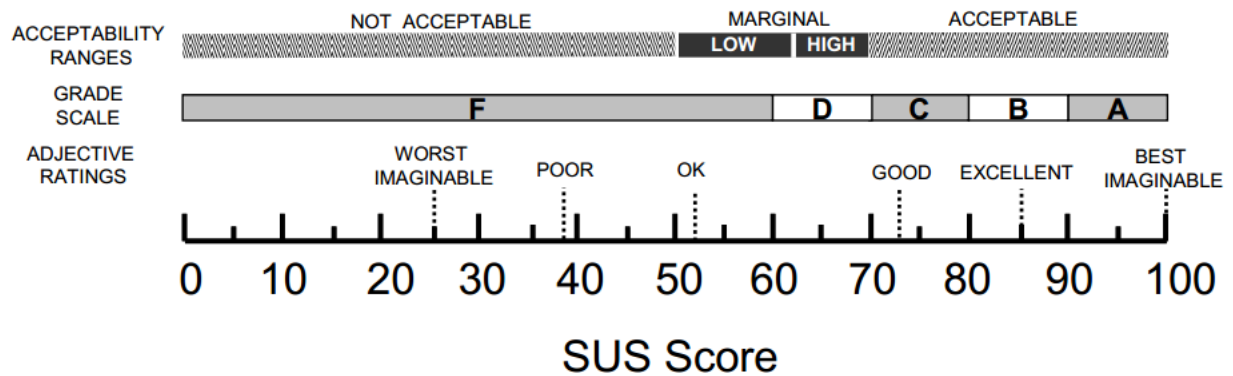 NOT ACCEPTABLE
MARGINAL
ACCEPTABLE
ACCEPTABILITY
RANGES
LOW
HIGH
GRADE
SCALE
F
D
C
B
A
ADJECTIVE
RATINGS
WORST
IMAGINABLE
POOR
OK
GOOD
EXCELLENT
BEST
IMAGINABLE
0 10 20 30 40 50 60 70 80 90 100
SUS Score